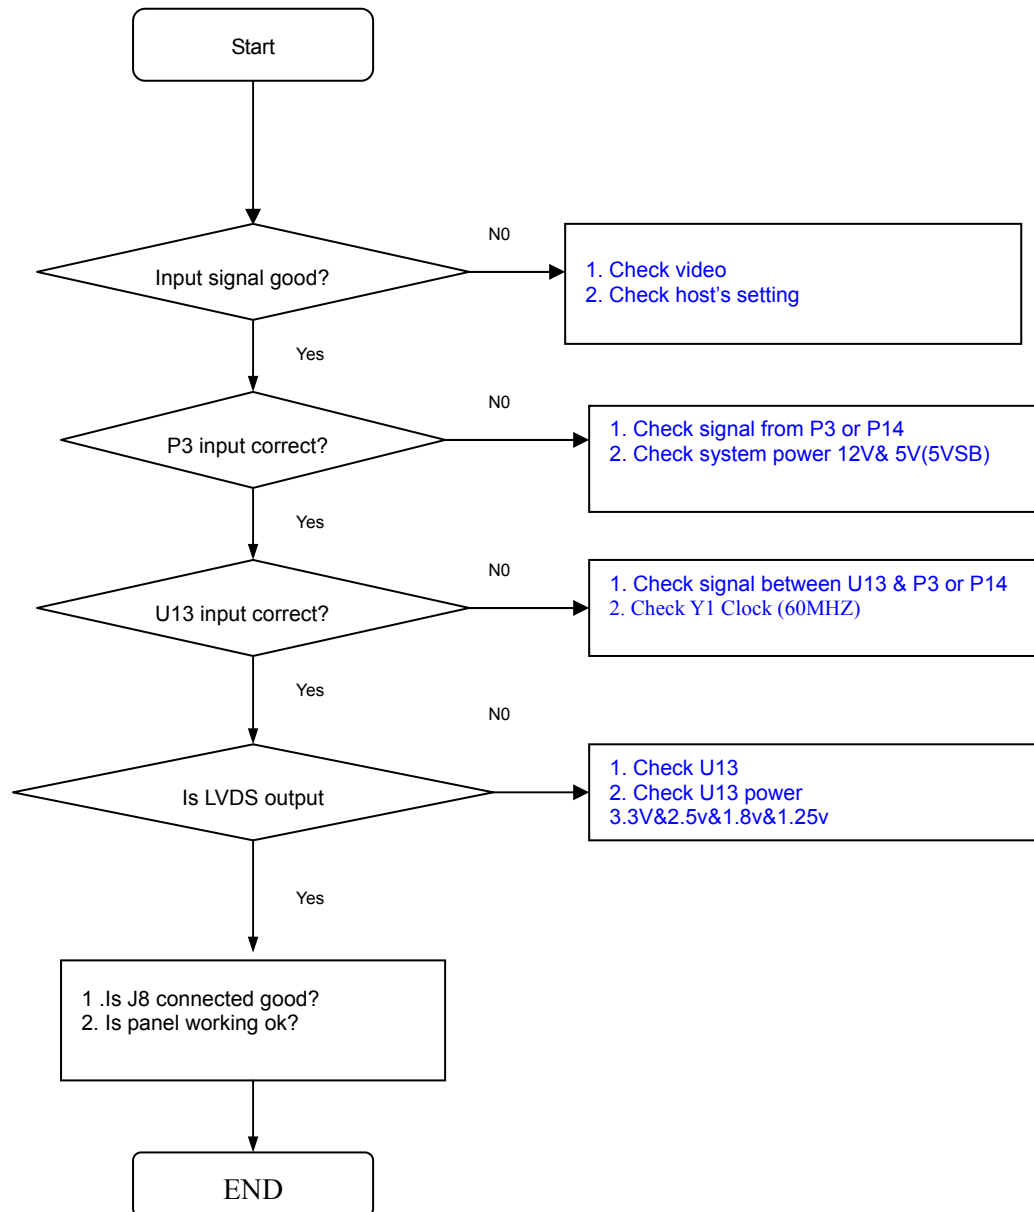 Start
N0
Input signal good?
1. Check video
2. Check host's setting
Yes
N0
P3 input correct?
1. Check signal from P3 or P14
2. Check system power 12V& 5V(5VSB)
Yes
N0
U13 input correct?
1. Check signal between U13 & P3 or P14
2. Check Y1 Clock (60MHZ)
Yes
N0
Is LVDS output
1. Check U13
2. Check U13 power
3.3V&2.5v&1.8v&1.25v
Yes
1 .Is J8 connected good?
2. Is panel working ok?
END